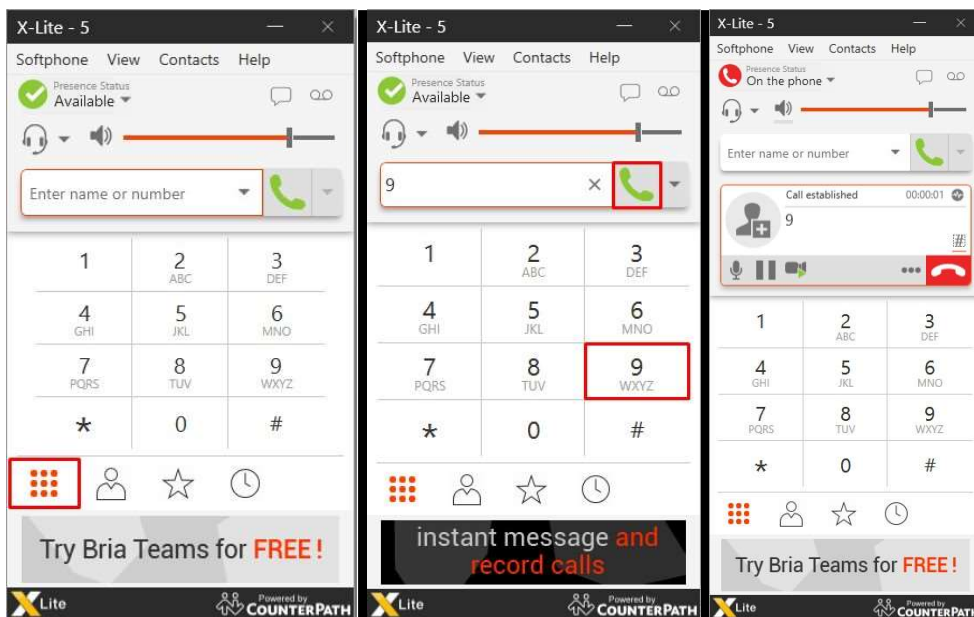 X-Lite - 5
Softphone View Contacts Help
Presence Status
Available
Enter name or number
1 2 3
ABC DEF
4 5 6
GHI JKL MNO
7 8 9
PQRS TUV WXYZ
* 0 #
Try Bria Teams for FREE!
X Lite Powered by
COUNTERPATH
X-Lite - 5
Softphone View Contacts Help
Presence Status
Available
9
1 2 3
ABC DEF
4 5 6
GHI JKL MNO
7 8 9
PQRS TUV WXYZ
* 0 #
instant message and
record calls
X Lite Powered by
COUNTERPATH
X-Lite - 5
Softphone View Contacts Help
Presence Status
On the phone
Enter name or number
Call established 00:00:01
9
#
1 2 3
ABC DEF
4 5 6
GHI JKL MNO
7 8 9
PQRS TUV WXYZ
* 0 #
Try Bria Teams for FREE!
X Lite Powered by
COUNTERPATH